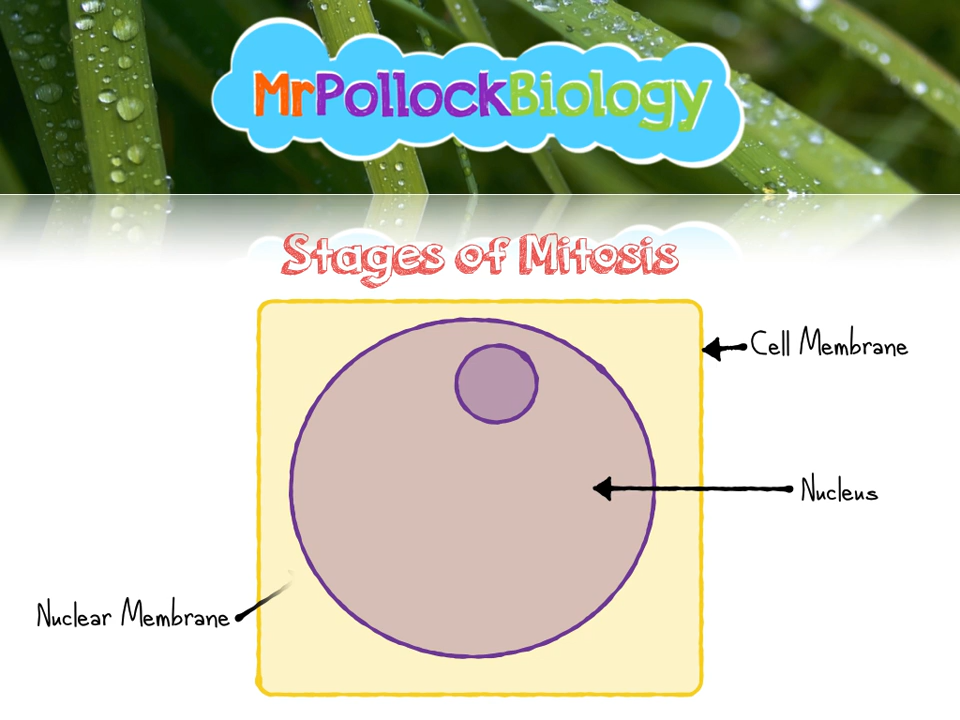 MrPollockBiology
Stages of Mitosis
Cell Membrane
Nucleus
Nuclear Membrane